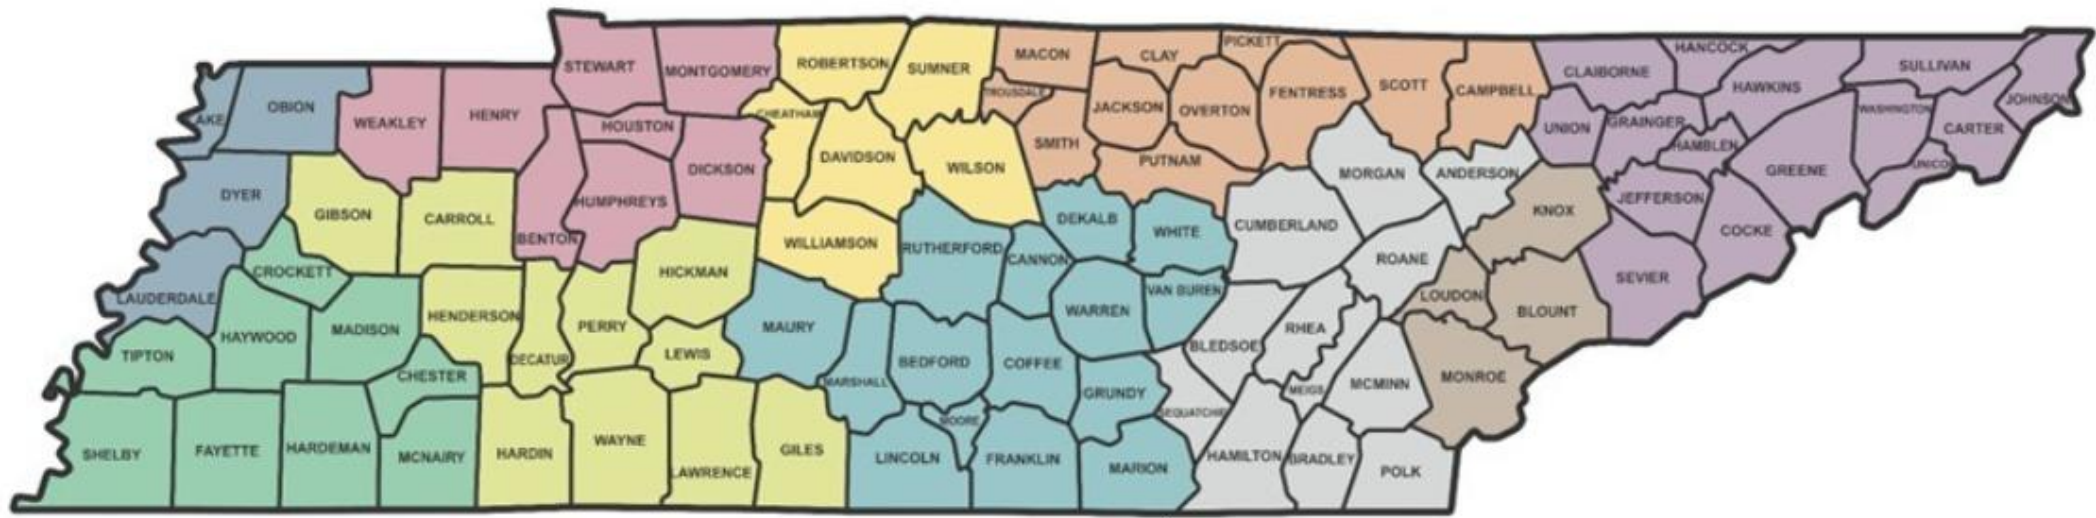 STEWART
MONTGOMERY
ROBERTSON
SUMNER
MACON
CLAY
PICKETT
SCOTT
CAMPBELL
CLAIBORNE
HANCOCK
HAWKINS
SULLIVAN
JOHNSON
AKE
OBION
WEAKLEY
HENRY
HOUSTON
DICKSON
CHEATHAM
DAVIDSON
WILSON
TROUSDALE
SMITH
JACKSON
OVERTON
FENTRESS
PUTNAM
MORGAN
ANDERSON
UNION
GRAINGER
HAMBLEN
GREENE
WASHINGTON
CARTER
UNICO
DYER
GIBSON
CARROLL
BENTON
HUMPHREYS
HICKMAN
WILLIAMSON
RUTHERFORD
CANNON
DEKALB
WHITE
CUMBERLAND
ROANE
KNOX
JEFFERSON
COCKE
SEVIER
LAUDERDALE
CROCKETT
HAYWOOD
MADISON
HENDERSON
DECATUR
PERRY
LEWIS
MAURY
MARSHALL
BEDFORD
COFFEE
WARREN
VAN BUREN
BLEDSOE
RHEA
LOUDON
BLOUNT
TIPTON
CHESTER
MOORE
GRUNDY
SEQUATCHIE
MEIGS
MCMINN
MONROE
SHELBY
FAYETTE
HARDEMAN
MCNAIRY
HARDIN
WAYNE
LAWRENCE
GILES
LINCOLN
FRANKLIN
MARION
HAMILTON
BRADLEY
POLK